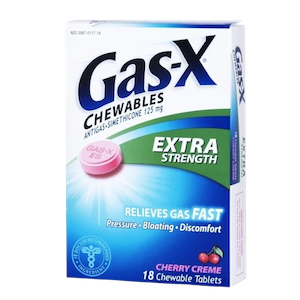 Gas-X®
CHEWABLES
ANTIGAS•SIMETHICONE 125 mg
GAS-X
ES
EXTRA
STRENGTH
RELIEVES GAS FAST
Pressure • Bloating • Discomfort
CHERRY CREME
18 Chewable Tablets